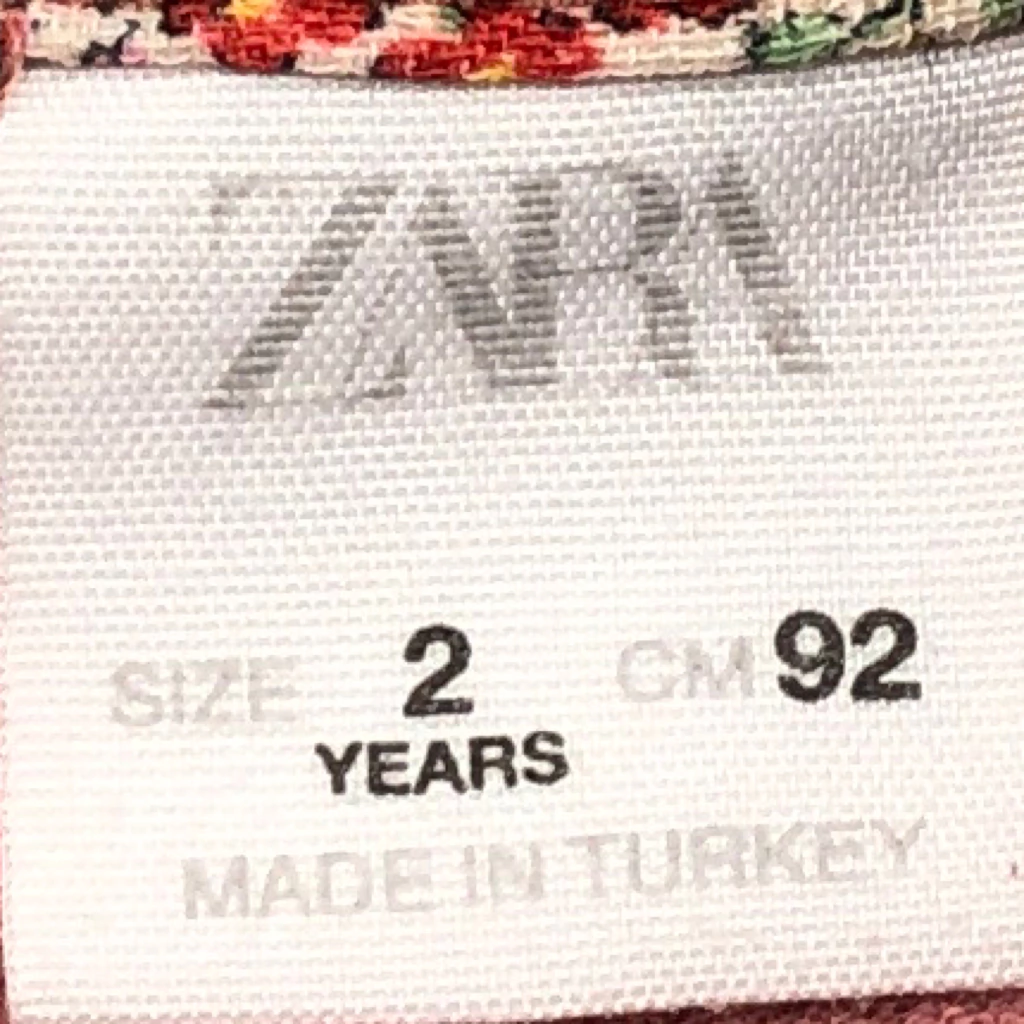 ZARA
SIZE 2 CM 92
YEARS
MADE IN TURKEY